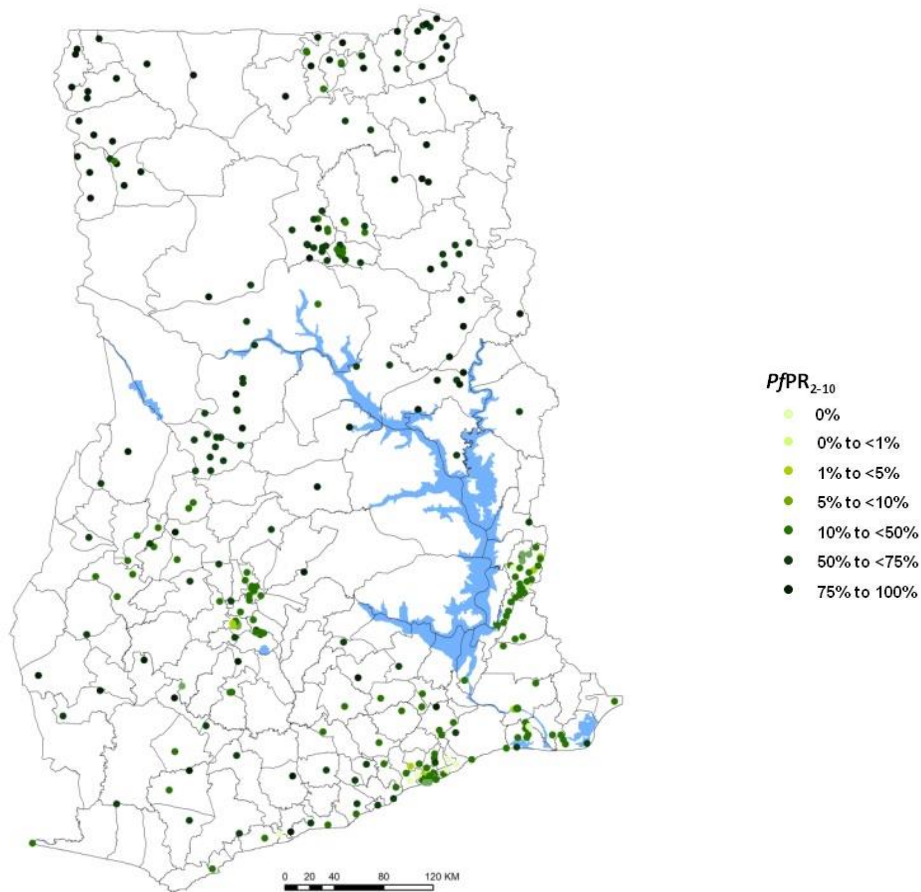 PfPR2-10
0%
0% to <1%
1% to <5%
5% to <10%
10% to <50%
50% to <75%
75% to 100%
0 20 40 80 120 KM